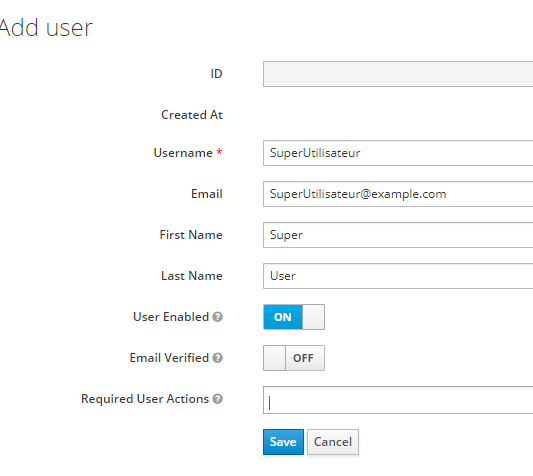 Add user
ID
Created At
Username * SuperUtilisateur
Email SuperUtilisateur@example.com
First Name Super
Last Name User
User Enabled ? ON
Email Verified ? OFF
Required User Actions ?
Save Cancel